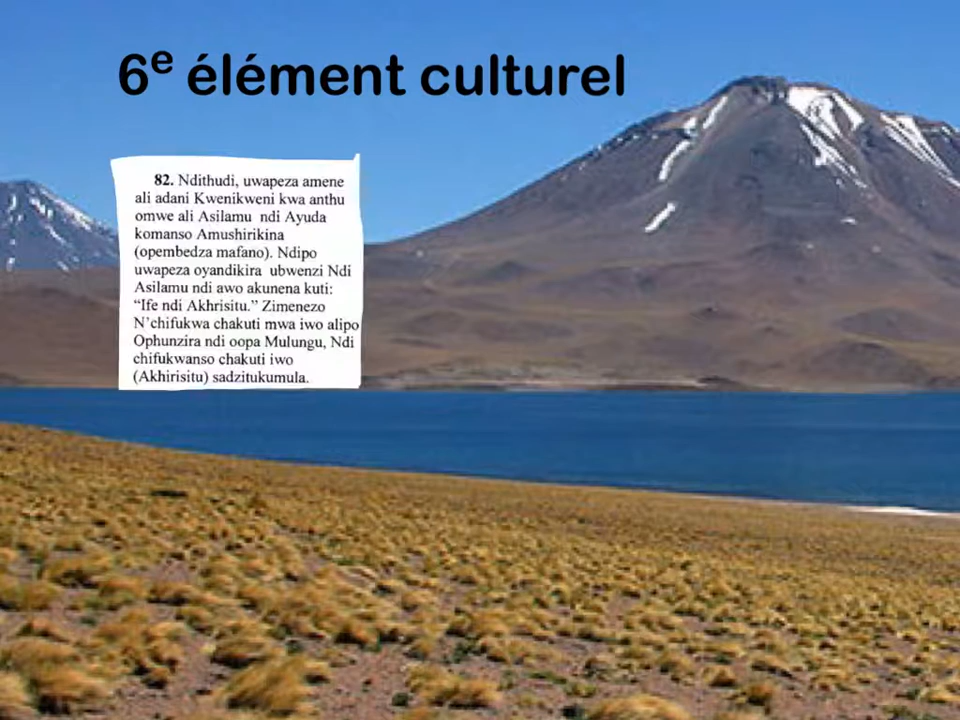 6e élément culturel
82. Ndithudi, uwapeza amene
ali adani Kwenikweni kwa anthu
omwe ali Asilamu ndi Ayuda
komanso Amushirikina
(opembedza mafano). Ndipo
uwapeza oyandikira ubwenzi Ndi
Asilamu ndi awo akunena kuti:
“Ife ndi Akhrisitu.” Zimenezo
N’chifukwa chakuti mwa iwo alipo
Ophunzira ndi oopa Mulungu, Ndi
chifukwanso chakuti iwo
(Akhirisitu) sadzitukumula.